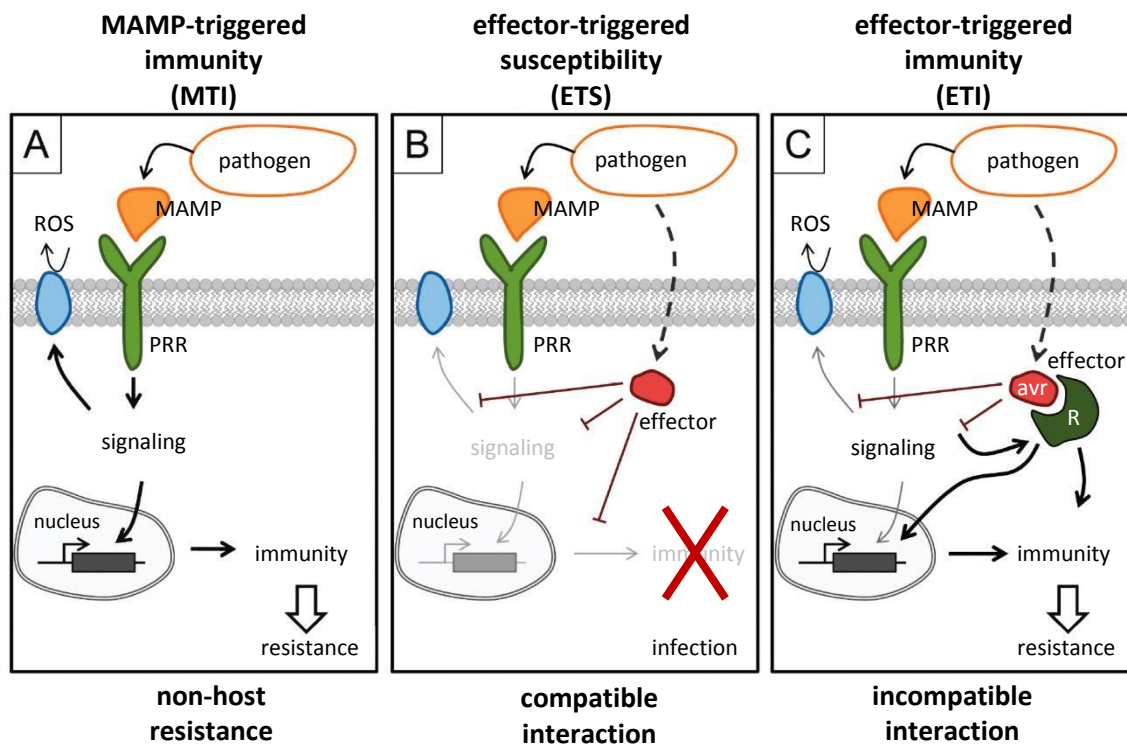 MAMP-triggered
immunity
(MTI)
effector-triggered
susceptibility
(ETS)
effector-triggered
immunity
(ETI)
A
pathogen
MAMP
ROS
PRR
signaling
nucleus
immunity
resistance
B
pathogen
MAMP
PRR
effector
signaling
nucleus
immunity
infection
C
pathogen
MAMP
ROS
PRR
effector
avr
R
signaling
nucleus
immunity
resistance
non-host
resistance
compatible
interaction
incompatible
interaction